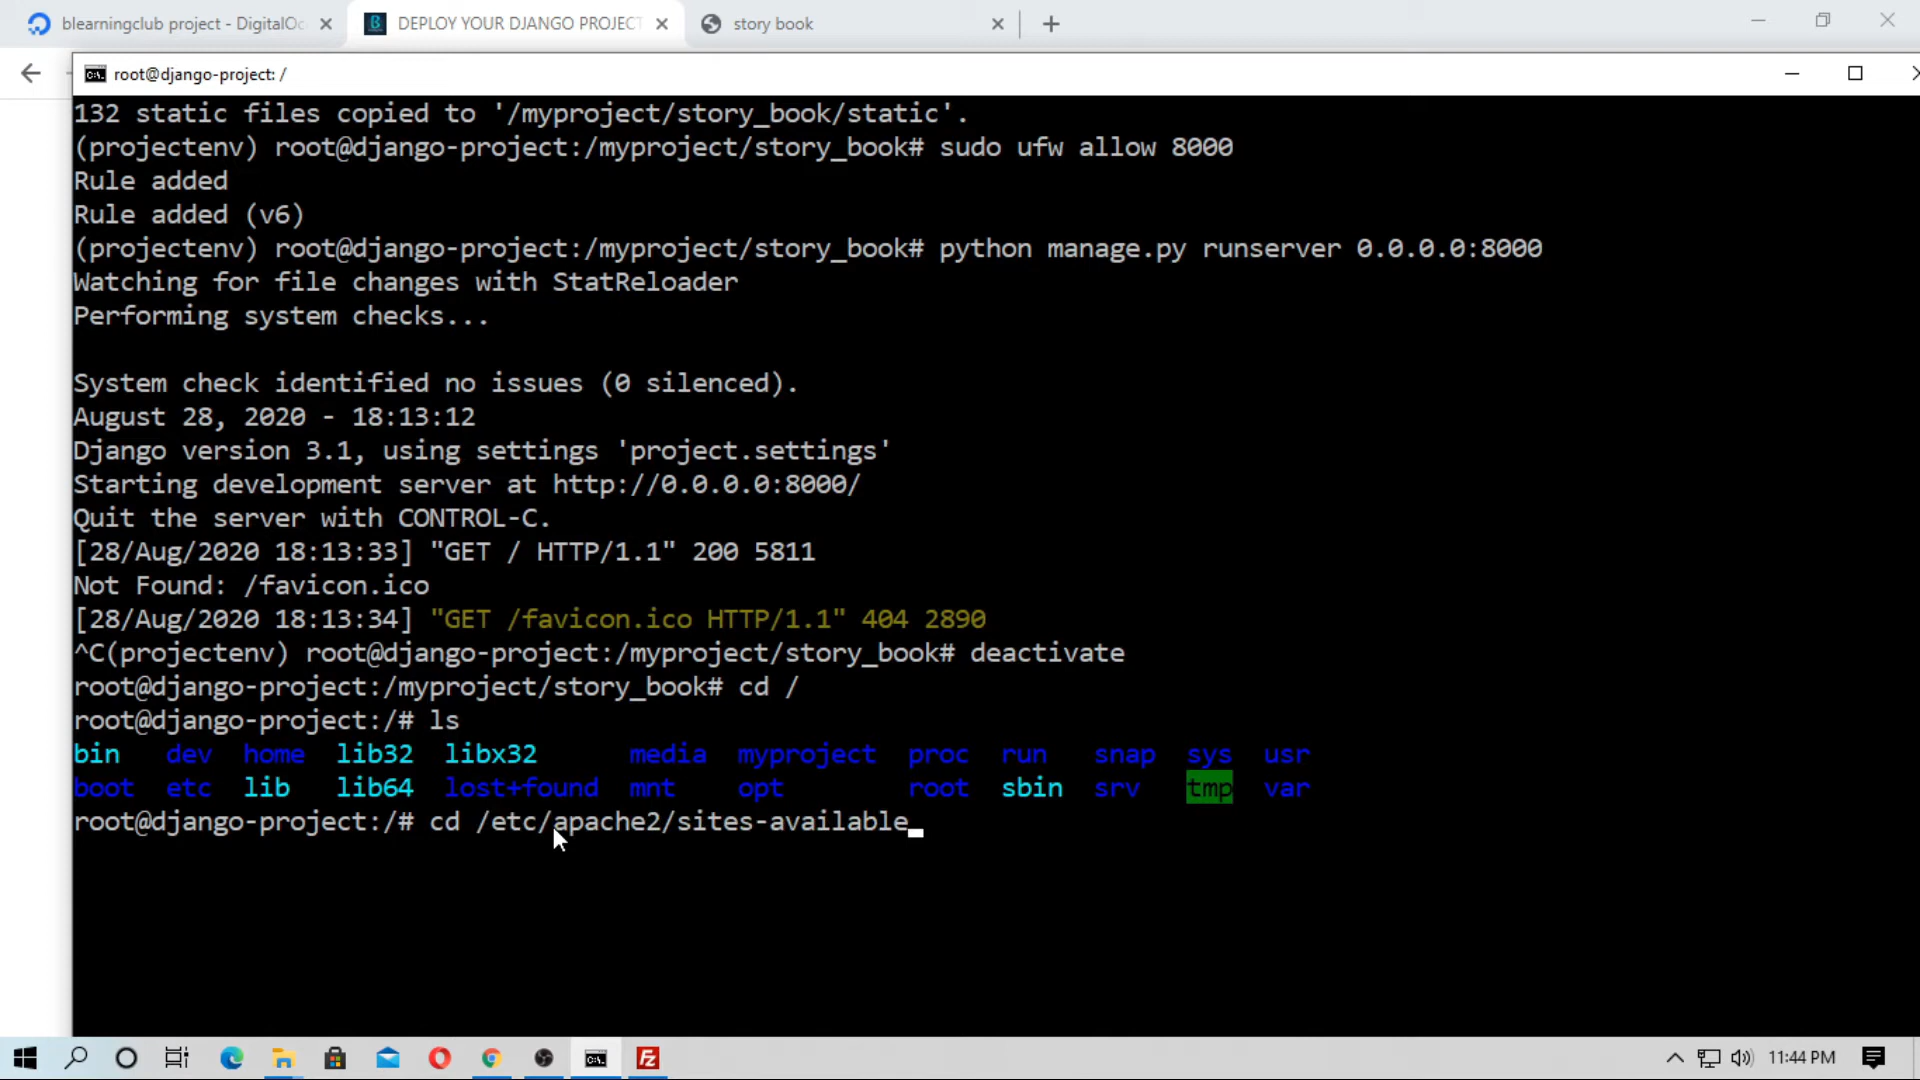 blearningclub project - DigitalOc
DEPLOY YOUR DJANGO PROJECT
story book
root@django-project: /
132 static files copied to '/myproject/story_book/static'.
(projectenv) root@django-project:/myproject/story_book# sudo ufw allow 8000
Rule added
Rule added (v6)
(projectenv) root@django-project:/myproject/story_book# python manage.py runserver 0.0.0.0:8000
Watching for file changes with StatReloader
Performing system checks...
System check identified no issues (0 silenced).
August 28, 2020 - 18:13:12
Django version 3.1, using settings 'project.settings'
Starting development server at http://0.0.0.0:8000/
Quit the server with CONTROL-C.
[28/Aug/2020 18:13:33] "GET / HTTP/1.1" 200 5811
Not Found: /favicon.ico
[28/Aug/2020 18:13:34] "GET /favicon.ico HTTP/1.1" 404 2890
^C(projectenv) root@django-project:/myproject/story_book# deactivate
root@django-project:/myproject/story_book# cd /
root@django-project:/# ls
bin dev home lib32 libx32 media myproject proc run snap sys usr
boot etc lib lib64 lost+found mnt opt root sbin srv tmp var
root@django-project:/# cd /etc/apache2/sites-available
11:44 PM